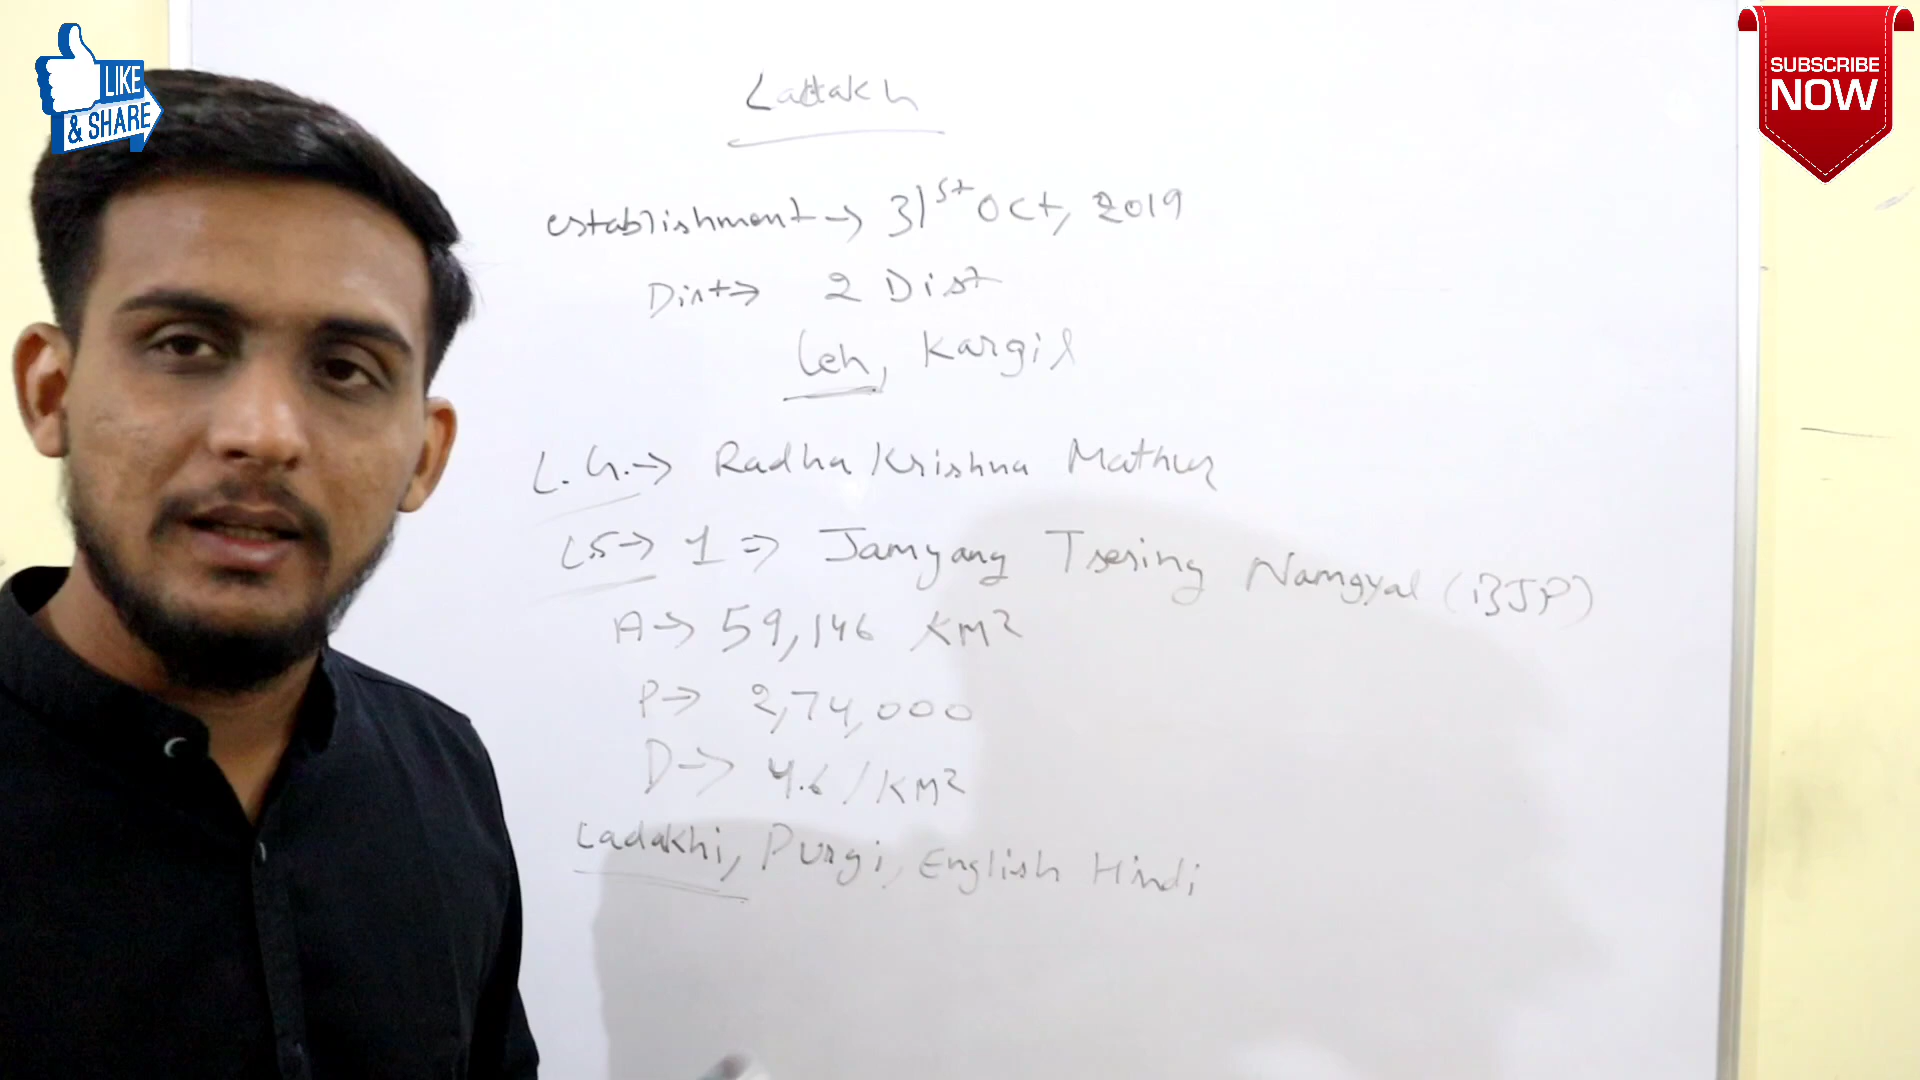 LIKE
& SHARE
SUBSCRIBE
NOW
Ladakh
establishment → 31st Oct, 2019
Dist → 2 Dist
Leh, Kargil
L.G. → Radha Krishna Mathur
LS → 1 ⇒ Jamyang Tsering Namgyal (BJP)
A → 59,146 KM²
P → 2,74,000
D → 4.6 / KM²
Ladakhi, Purgi, English Hindi